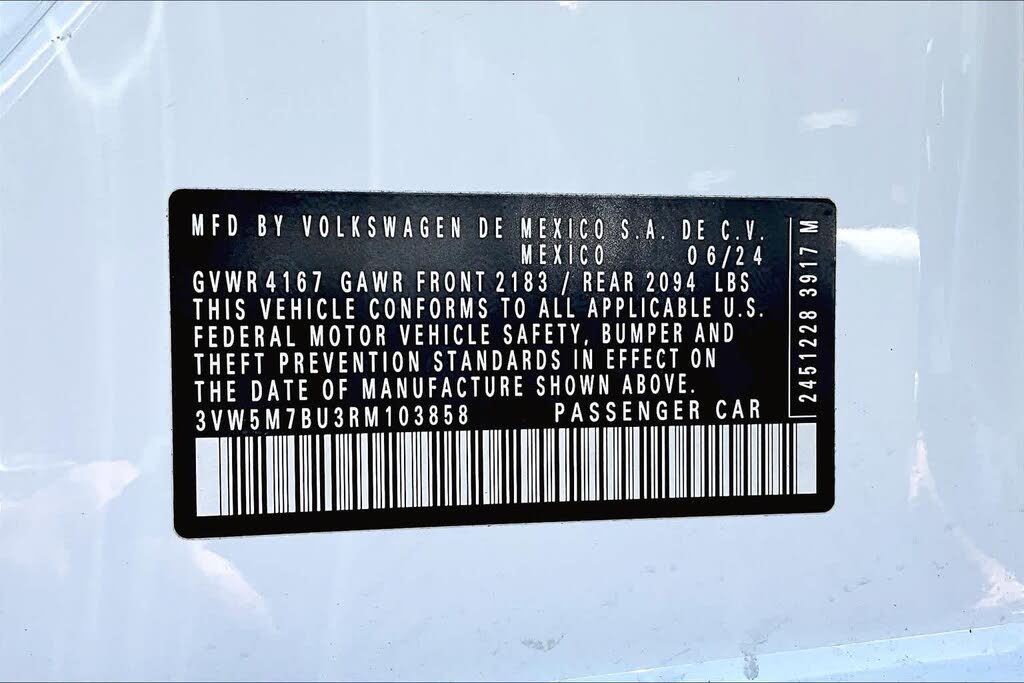 MFD BY VOLKSWAGEN DE MEXICO S.A. DE C.V.
MEXICO 06/24
GVWR 4167 GAWR FRONT 2183 / REAR 2094 LBS
THIS VEHICLE CONFORMS TO ALL APPLICABLE U.S.
FEDERAL MOTOR VEHICLE SAFETY, BUMPER AND
THEFT PREVENTION STANDARDS IN EFFECT ON
THE DATE OF MANUFACTURE SHOWN ABOVE.
3VW5M7BU3RM103858 PASSENGER CAR
2451228 3917 M